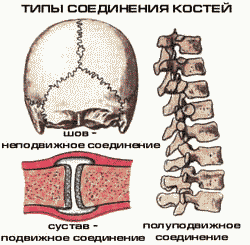 ТИПЫ СОЕДИНЕНИЯ КОСТЕЙ
шов -
неподвижное соединение
сустав -
подвижное соединение
полуподвижное
соединение